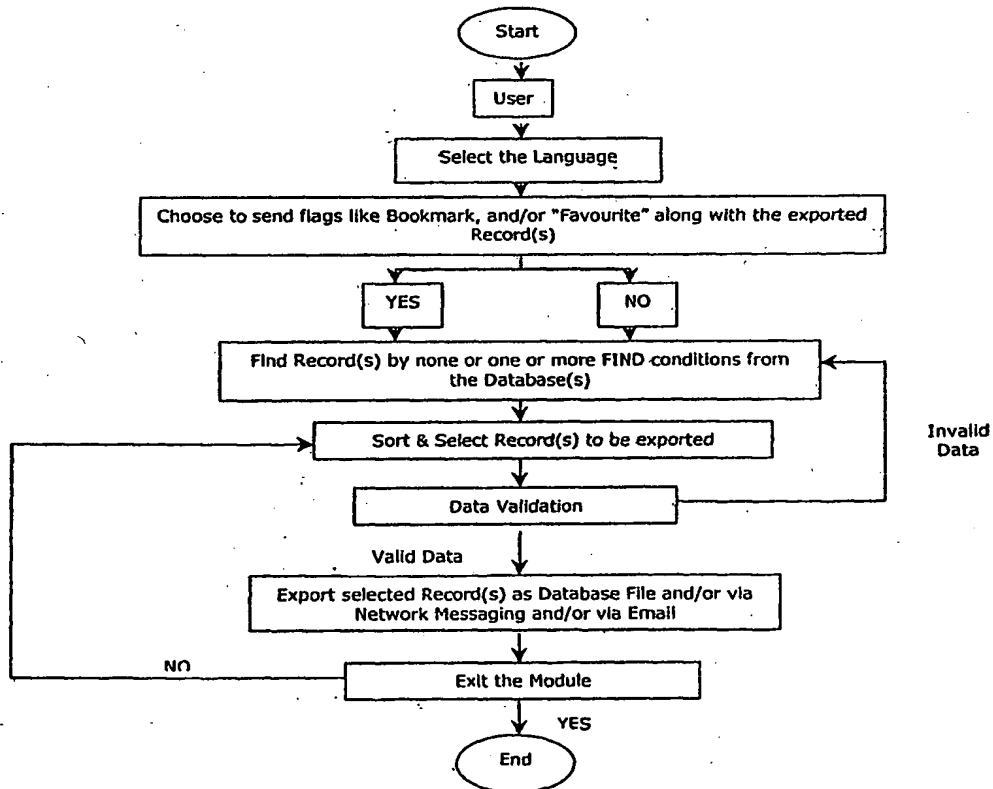 Start
User
Select the Language
Choose to send flags like Bookmark, and/or "Favourite" along with the exported
Record(s)
YES
NO
Find Record(s) by none or one or more FIND conditions from
the Database(s)
Sort & Select Record(s) to be exported
Invalid
Data
Data Validation
Valid Data
Export selected Record(s) as Database File and/or via
Network Messaging and/or via Email
NO
Exit the Module
YES
End